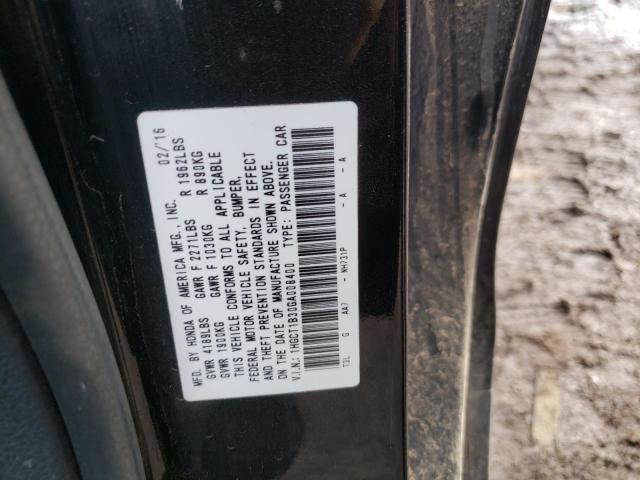 MFD. BY HONDA OF AMERICA MFG., INC. 02/16
GVWR 4189LBS GAWR F 2271LBS R 1962LBS
GVWR 1900KG GAWR F 1030KG R 890KG
THIS VEHICLE CONFORMS TO ALL APPLICABLE
FEDERAL MOTOR VEHICLE SAFETY, BUMPER,
AND THEFT PREVENTION STANDARDS IN EFFECT
ON THE DATE OF MANUFACTURE SHOWN ABOVE.
V.I.N.: 1HGCT1B30GA008400 TYPE: PASSENGER CAR
T3L G AA7 - NH731P - A - A